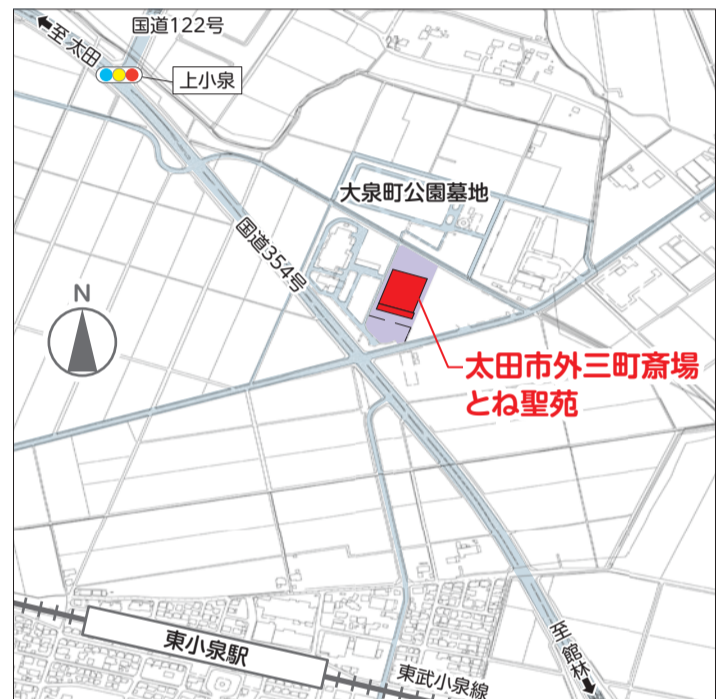 国道122号
至 太田
上小泉
大泉町公園墓地
国道354号
N
太田市外三町斎場
とね聖苑
至 館林
東小泉駅
東武小泉線